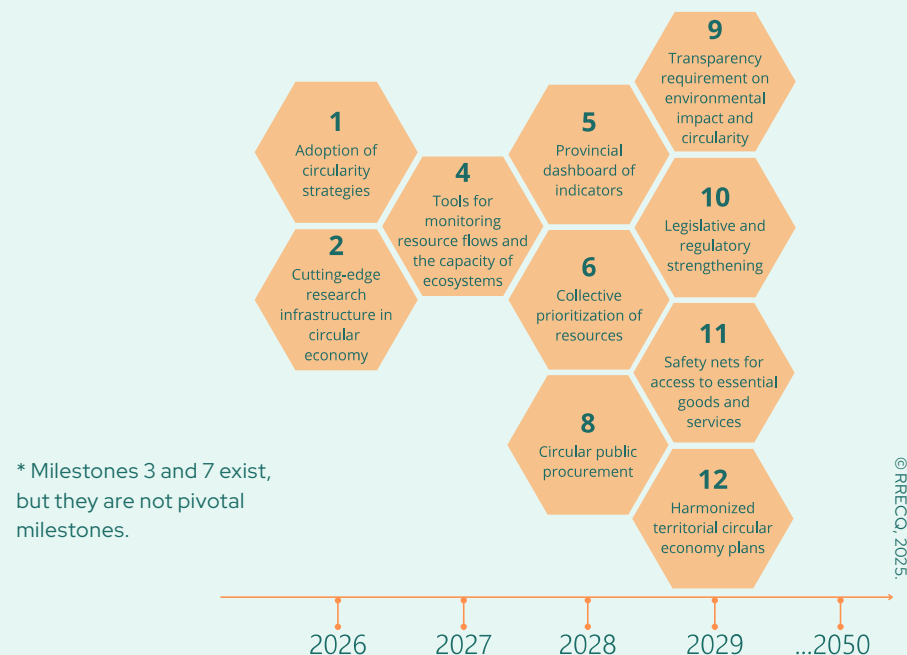 1
Adoption of
circularity
strategies
2
Cutting-edge
research
infrastructure in
circular
economy
4
Tools for
monitoring
resource flows and
the capacity of
ecosystems
5
Provincial
dashboard of
indicators
6
Collective
prioritization of
resources
8
Circular public
procurement
9
Transparency
requirement on
environmental
impact and
circularity
10
Legislative and
regulatory
strengthening
11
Safety nets for
access to essential
goods and
services
12
Harmonized
territorial circular
economy plans
* Milestones 3 and 7 exist,
but they are not pivotal
milestones.
© RRECQ, 2025.
2026
2027
2028
2029
...2050